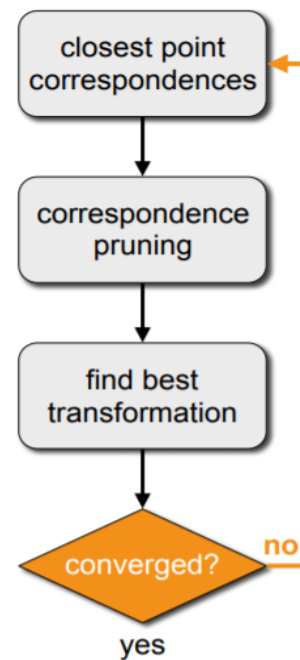 closest point
correspondences
correspondence
pruning
find best
transformation
converged?
no
yes